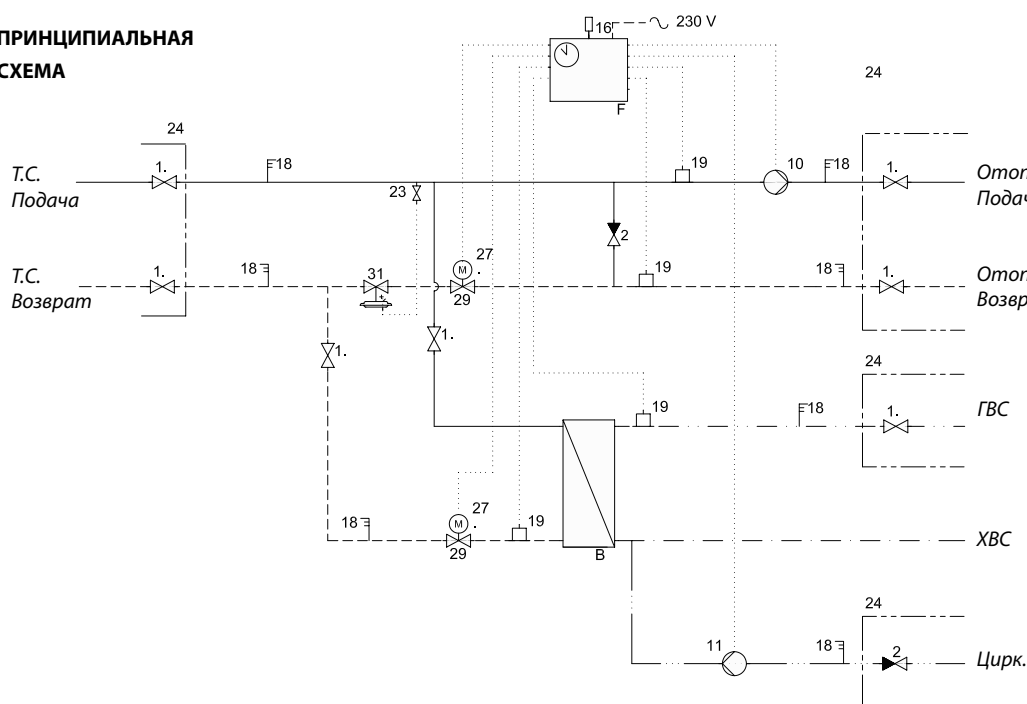 ПРИНЦИПИАЛЬНАЯ
СХЕМА
16
230 V
F
24
24
Т.С.
Подача
1.
18
23
19
10
18
1.
2
Т.С.
Возврат
1.
18
31
27
M
.
29
19
18
1.
1.
1.
24
19
18
1.
ГВС
18
27
M
.
29
19
B
ХВС
24
11
18
2
Цирк.